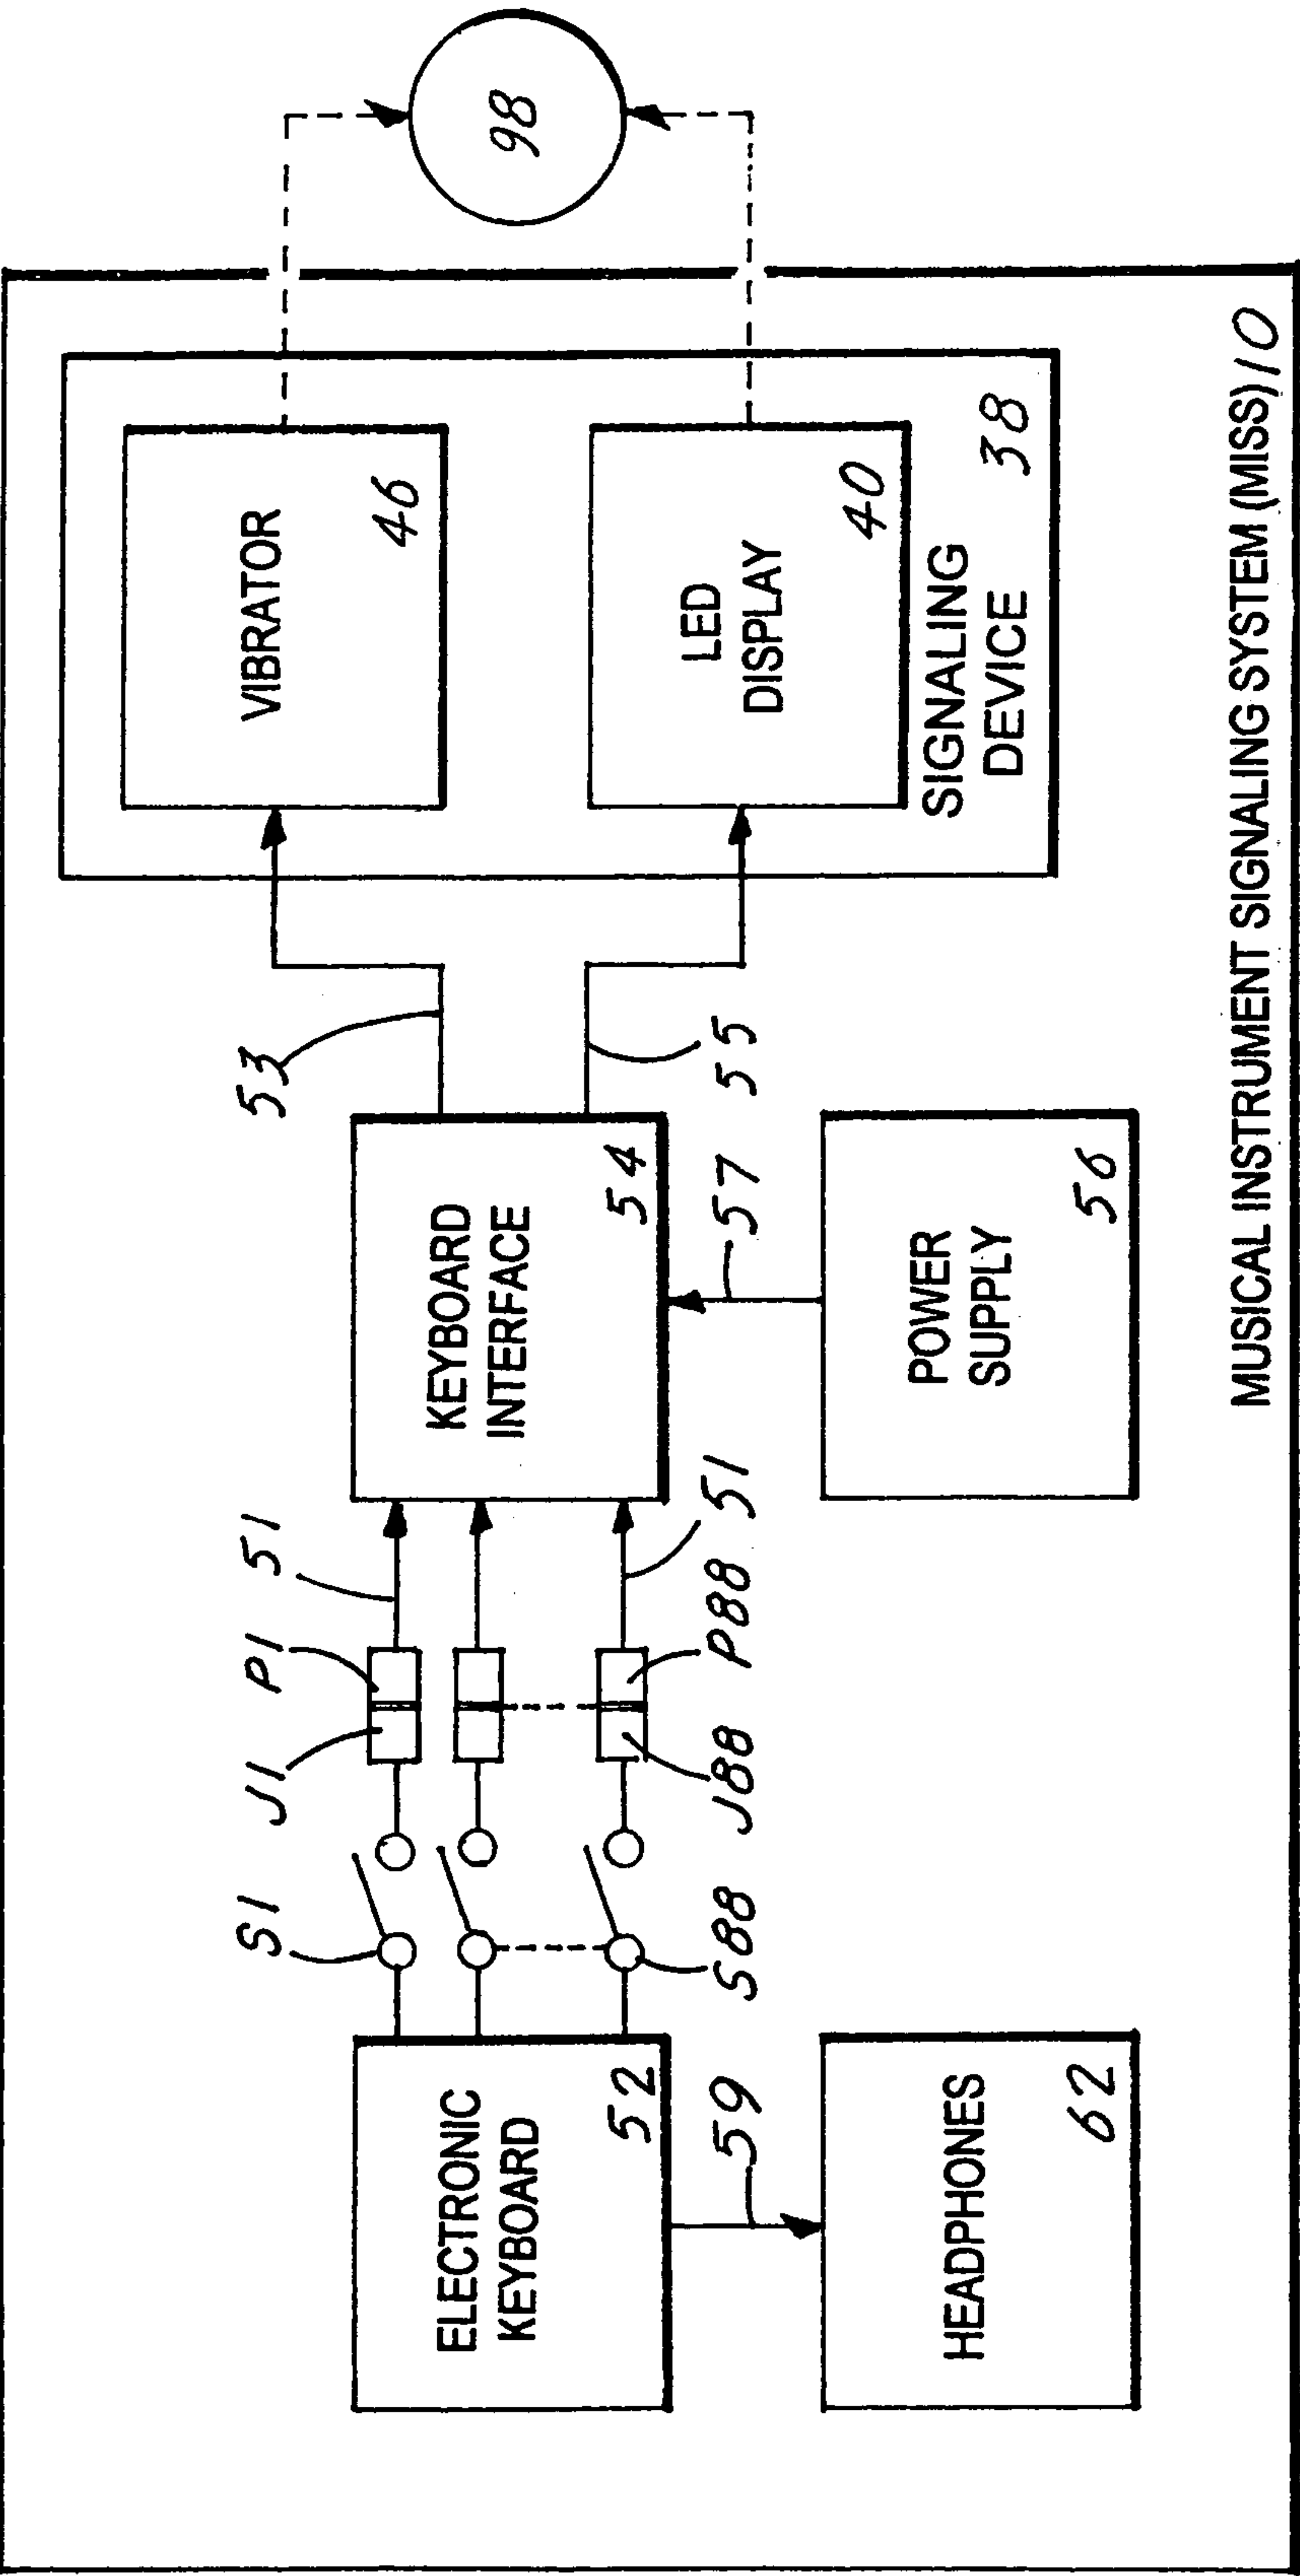 98
VIBRATOR
46
LED
DISPLAY
40
SIGNALING
DEVICE 38
53
55
KEYBOARD
INTERFACE
54
57
POWER
SUPPLY
56
51
51
P1
J1
P88
J88
S1
S88
ELECTRONIC
KEYBOARD
52
59
HEADPHONES
62
MUSICAL INSTRUMENT SIGNALING SYSTEM (MISS) 10